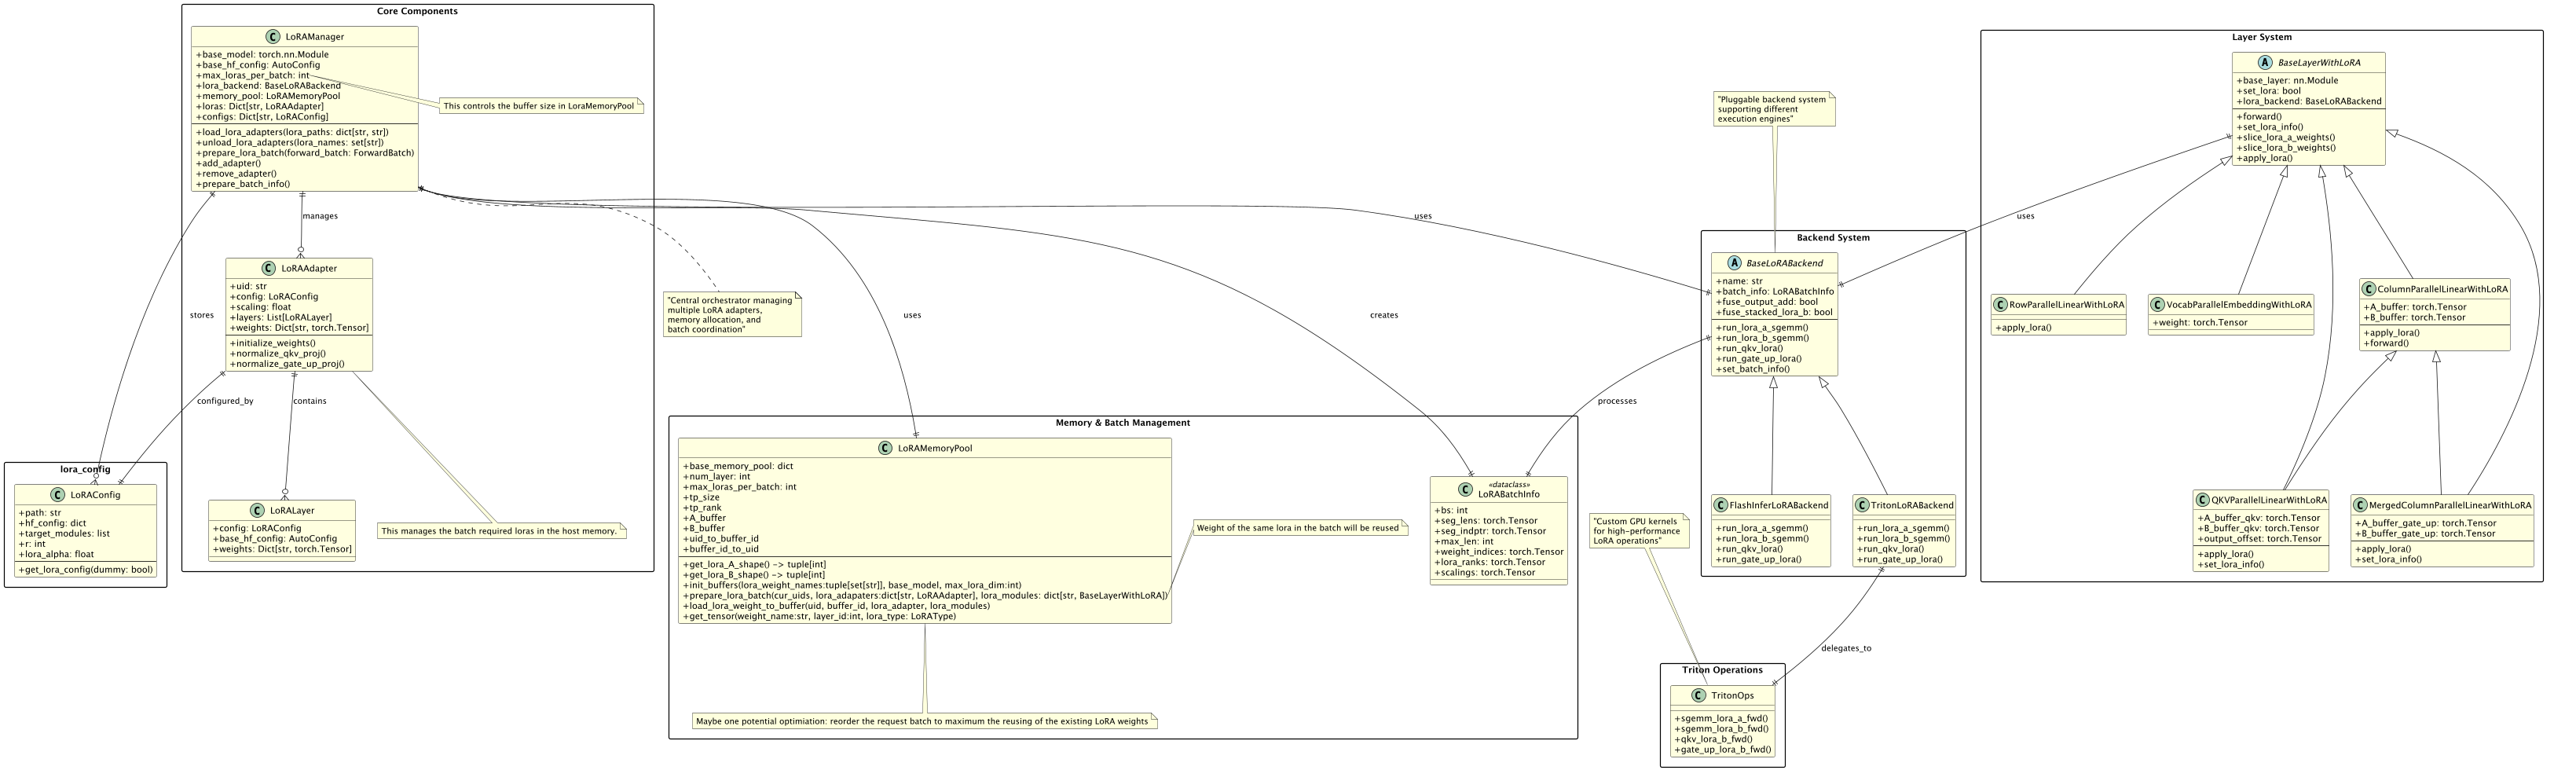 Core Components
LoRAManager
+base_model: torch.nn.Module
+base_hf_config: AutoConfig
+max_loras_per_batch: int
+lora_backend: BaseLoRABackend
+memory_pool: LoRAMemoryPool
+loras: Dict[str, LoRAAdapter]
+configs: Dict[str, LoRAConfig]
+load_lora_adapters(lora_paths: dict[str, str])
+unload_lora_adapters(lora_names: set[str])
+prepare_lora_batch(forward_batch: ForwardBatch)
+add_adapter()
+remove_adapter()
+prepare_batch_info()
This controls the buffer size in LoraMemoryPool
manages
LoRAAdapter
+uid: str
+config: LoRAConfig
+scaling: float
+layers: List[LoRALayer]
+weights: Dict[str, torch.Tensor]
+initialize_weights()
+normalize_qkv_proj()
+normalize_gate_up_proj()
stores
configured_by
contains
LoRALayer
+config: LoRAConfig
+base_hf_config: AutoConfig
+weights: Dict[str, torch.Tensor]
This manages the batch required loras in the host memory.
lora_config
LoRAConfig
+path: str
+hf_config: dict
+target_modules: list
+r: int
+lora_alpha: float
+get_lora_config(dummy: bool)
"Central orchestrator managing
multiple LoRA adapters,
memory allocation, and
batch coordination"
uses
creates
uses
Memory & Batch Management
LoRAMemoryPool
+base_memory_pool: dict
+num_layer: int
+max_loras_per_batch: int
+tp_size
+tp_rank
+A_buffer
+B_buffer
+uid_to_buffer_id
+buffer_id_to_uid
+get_lora_A_shape() -> tuple[int]
+get_lora_B_shape() -> tuple[int]
+init_buffers(lora_weight_names:tuple[set[str]], base_model, max_lora_dim:int)
+prepare_lora_batch(cur_uids, lora_adapaters:dict[str, LoRAAdapter], lora_modules: dict[str, BaseLayerWithLoRA])
+load_lora_weight_to_buffer(uid, buffer_id, lora_adapter, lora_modules)
+get_tensor(weight_name:str, layer_id:int, lora_type: LoRAType)
Weight of the same lora in the batch will be reused
Maybe one potential optimiation: reorder the request batch to maximum the reusing of the existing LoRA weights
«dataclass»
LoRABatchInfo
+bs: int
+seg_lens: torch.Tensor
+seg_indptr: torch.Tensor
+max_len: int
+weight_indices: torch.Tensor
+lora_ranks: torch.Tensor
+scalings: torch.Tensor
"Pluggable backend system
supporting different
execution engines"
Backend System
BaseLoRABackend
+name: str
+batch_info: LoRABatchInfo
+fuse_output_add: bool
+fuse_stacked_lora_b: bool
+run_lora_a_sgemm()
+run_lora_b_sgemm()
+run_qkv_lora()
+run_gate_up_lora()
+set_batch_info()
processes
FlashInferLoRABackend
+run_lora_a_sgemm()
+run_lora_b_sgemm()
+run_qkv_lora()
+run_gate_up_lora()
TritonLoRABackend
+run_lora_a_sgemm()
+run_lora_b_sgemm()
+run_qkv_lora()
+run_gate_up_lora()
"Custom GPU kernels
for high-performance
LoRA operations"
delegates_to
Triton Operations
TritonOps
+sgemm_lora_a_fwd()
+sgemm_lora_b_fwd()
+qkv_lora_b_fwd()
+gate_up_lora_b_fwd()
Layer System
BaseLayerWithLoRA
+base_layer: nn.Module
+set_lora: bool
+lora_backend: BaseLoRABackend
+forward()
+set_lora_info()
+slice_lora_a_weights()
+slice_lora_b_weights()
+apply_lora()
uses
RowParallelLinearWithLoRA
+apply_lora()
VocabParallelEmbeddingWithLoRA
+weight: torch.Tensor
ColumnParallelLinearWithLoRA
+A_buffer: torch.Tensor
+B_buffer: torch.Tensor
+apply_lora()
+forward()
QKVParallelLinearWithLoRA
+A_buffer_qkv: torch.Tensor
+B_buffer_qkv: torch.Tensor
+output_offset: torch.Tensor
+apply_lora()
+set_lora_info()
MergedColumnParallelLinearWithLoRA
+A_buffer_gate_up: torch.Tensor
+B_buffer_gate_up: torch.Tensor
+apply_lora()
+set_lora_info()